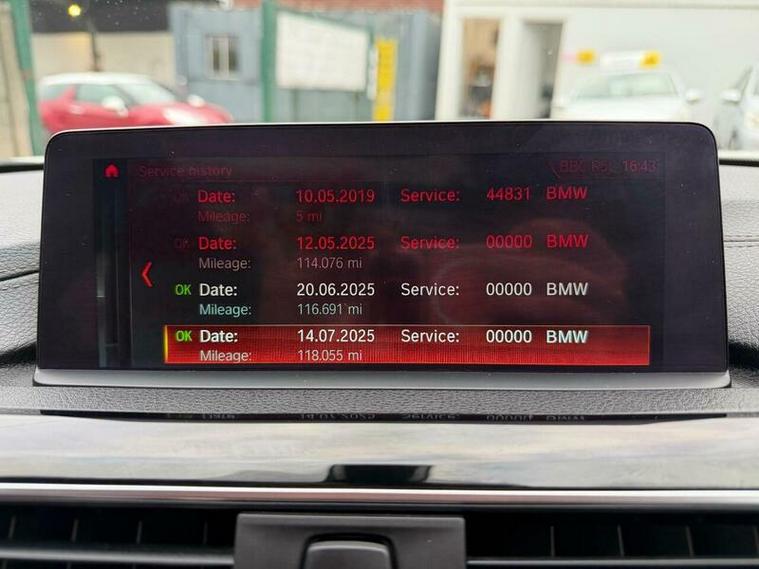 Service history
BBC R5L 16:43
OK Date: 10.05.2019 Service: 44831 BMW
Mileage: 5 mi
OK Date: 12.05.2025 Service: 00000 BMW
Mileage: 114.076 mi
OK Date: 20.06.2025 Service: 00000 BMW
Mileage: 116.691 mi
OK Date: 14.07.2025 Service: 00000 BMW
Mileage: 118.055 mi